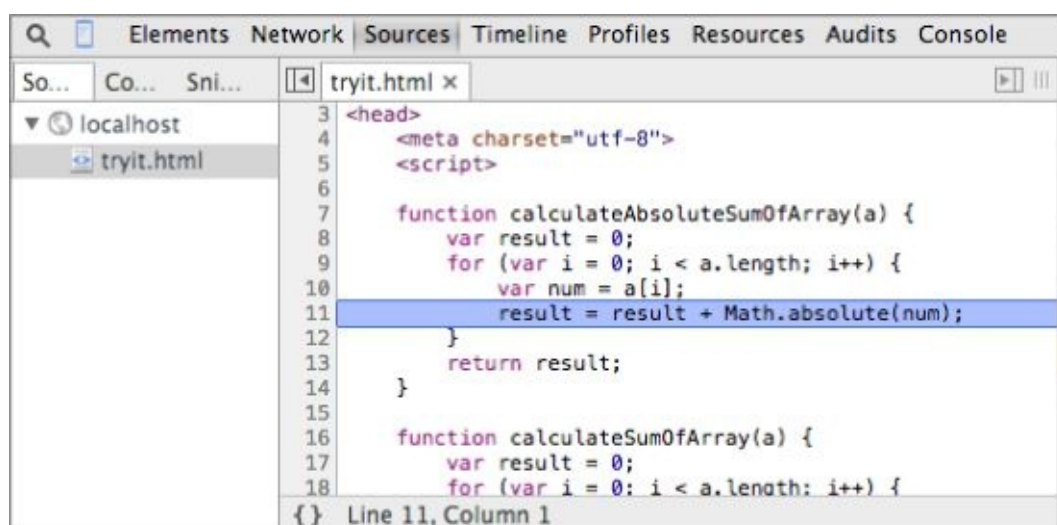 Elements Network Sources Timeline Profiles Resources Audits Console
So... Co... Sni...
tryit.html ×
▼ localhost
tryit.html
3 <head>
4 <meta charset="utf-8">
5 <script>
6
7 function calculateAbsoluteSumOfArray(a) {
8 var result = 0;
9 for (var i = 0; i < a.length; i++) {
10 var num = a[i];
11 result = result + Math.absolute(num);
12 }
13 return result;
14 }
15
16 function calculateSumOfArray(a) {
17 var result = 0;
18 for (var i = 0; i < a.length; i++) {
{} Line 11, Column 1